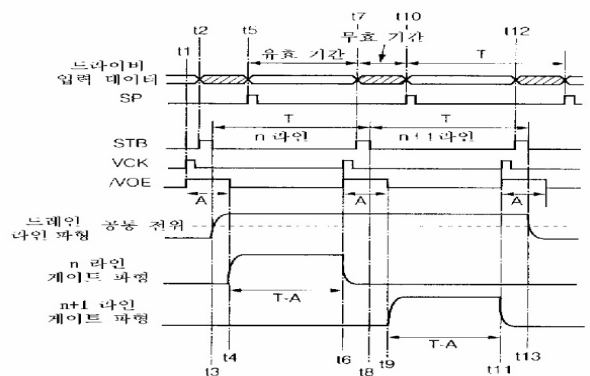 t1 t2 t5 t7 t10 t12
유효 기간 무효 기간 T
드라이버
입력 데이터
SP
T T
STB n 라인 n+1 라인
VCK
/VOE A A A
드레인
라인 파형 공통 전위
n 라인
게이트 파형 T-A
n+1 라인
게이트 파형 T-A
t3 t4 t6 t8 t9 t11 t13